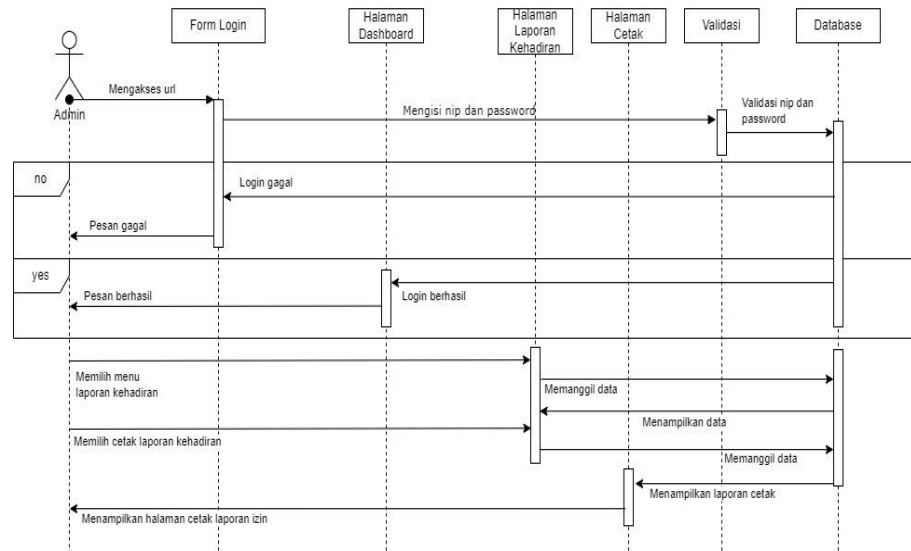 Form Login
Halaman
Dashboard
Halaman
Laporan
Kehadiran
Halaman
Cetak
Validasi
Database
Admin
Mengakses url
Mengisi nip dan password
Validasi nip dan
password
no
Login gagal
Pesan gagal
yes
Login berhasil
Pesan berhasil
Memilih menu
laporan kehadiran
Memanggil data
Menampilkan data
Memilih cetak laporan kehadiran
Memanggil data
Menampilkan laporan cetak
Menampilkan halaman cetak laporan izin